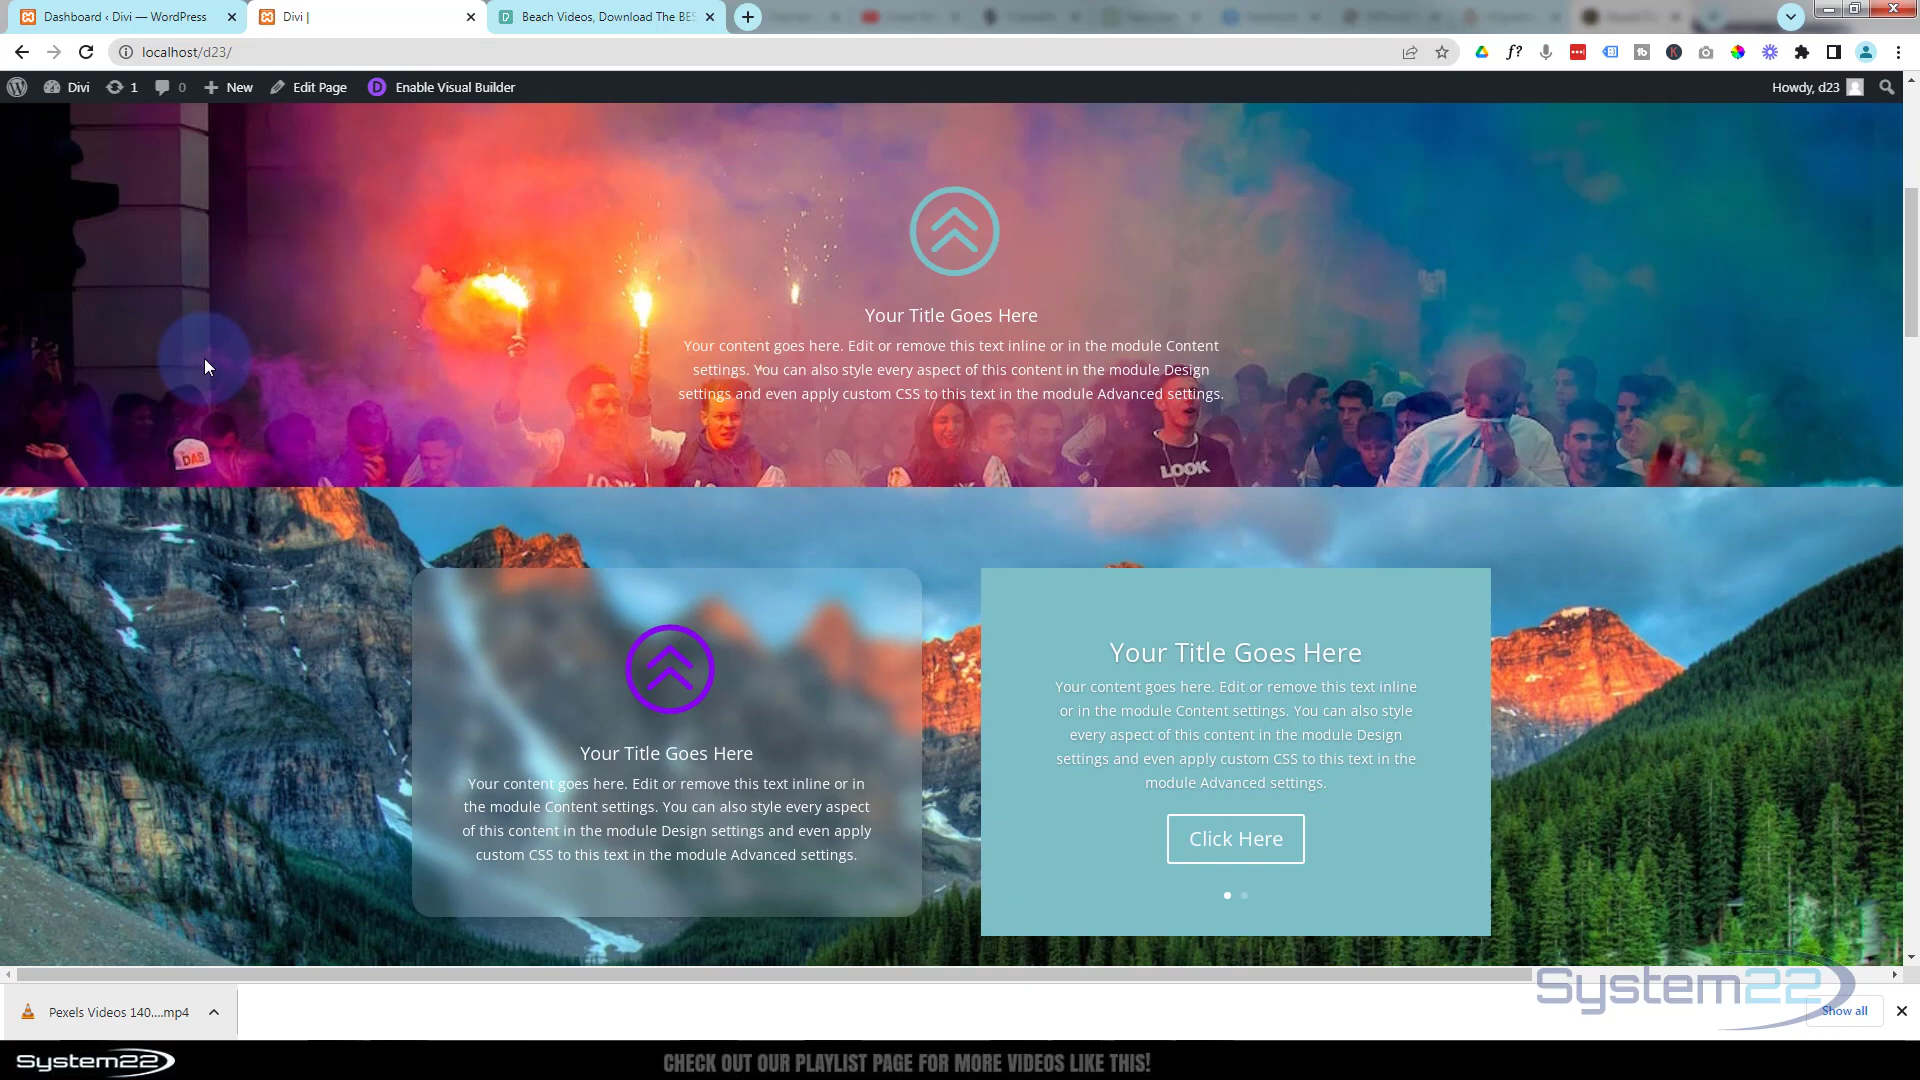 Dashboard ‹ Divi — WordPress
Divi |
Beach Videos, Download The BES
localhost/d23/
Divi
1
0
New
Edit Page
Enable Visual Builder
Howdy, d23
Your Title Goes Here
Your content goes here. Edit or remove this text inline or in the module Content
settings. You can also style every aspect of this content in the module Design
settings and even apply custom CSS to this text in the module Advanced settings.
DAS
LOOK
LOOK
LOOK
Your Title Goes Here
Your content goes here. Edit or remove this text inline or in
the module Content settings. You can also style every aspect
of this content in the module Design settings and even apply
custom CSS to this text in the module Advanced settings.
Your Title Goes Here
Your content goes here. Edit or remove this text inline
or in the module Content settings. You can also style
every aspect of this content in the module Design
settings and even apply custom CSS to this text in the
module Advanced settings.
Click Here
System22
Pexels Videos 140....mp4
Show all
System22
CHECK OUT OUR PLAYLIST PAGE FOR MORE VIDEOS LIKE THIS!